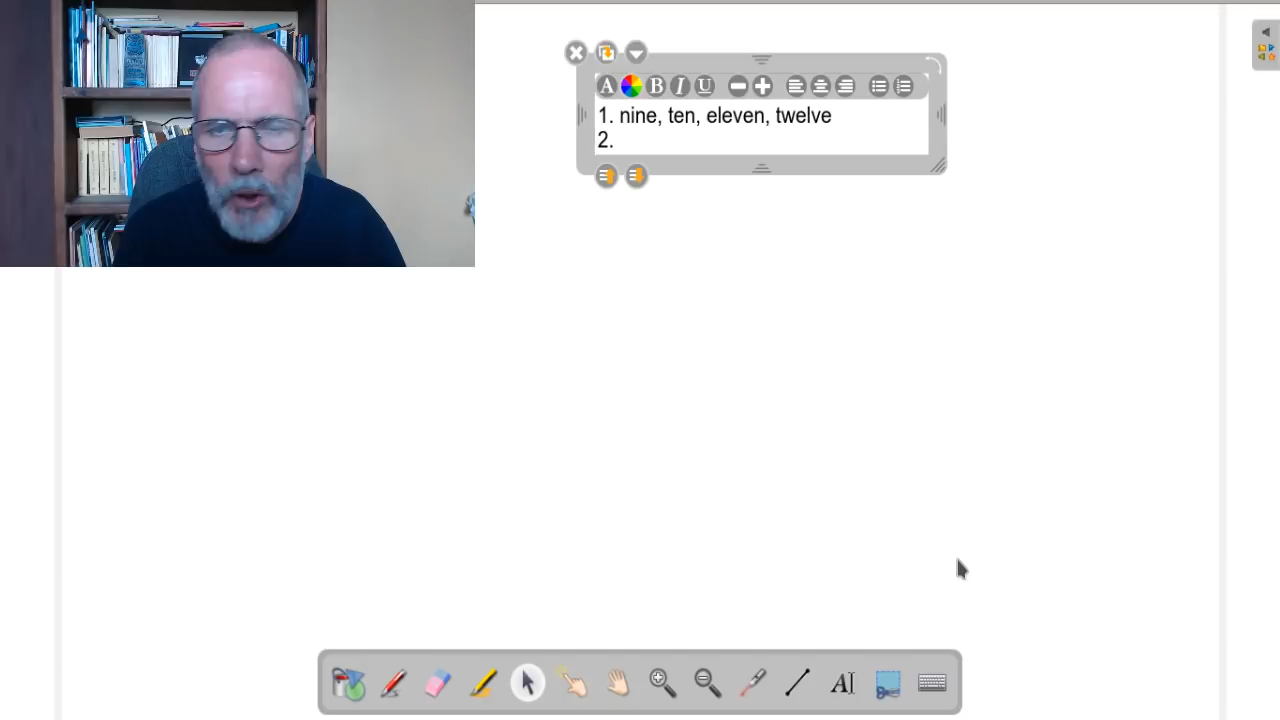 1. nine, ten, eleven, twelve
2.